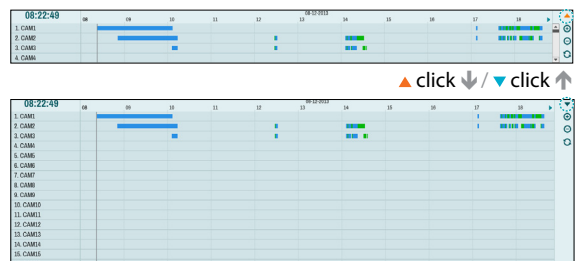 08:22:49 06-12-2013
08 09 10 11 12 13 14 15 16 17 18
1. CAM1
2. CAM2
3. CAM3
4. CAM4
▲ click / ▼ click
08:22:49 06-12-2013
08 09 10 11 12 13 14 15 16 17 18
1. CAM1
2. CAM2
3. CAM3
4. CAM4
5. CAM5
6. CAM6
7. CAM7
8. CAM8
9. CAM9
10. CAM10
11. CAM11
12. CAM12
13. CAM13
14. CAM14
15. CAM15